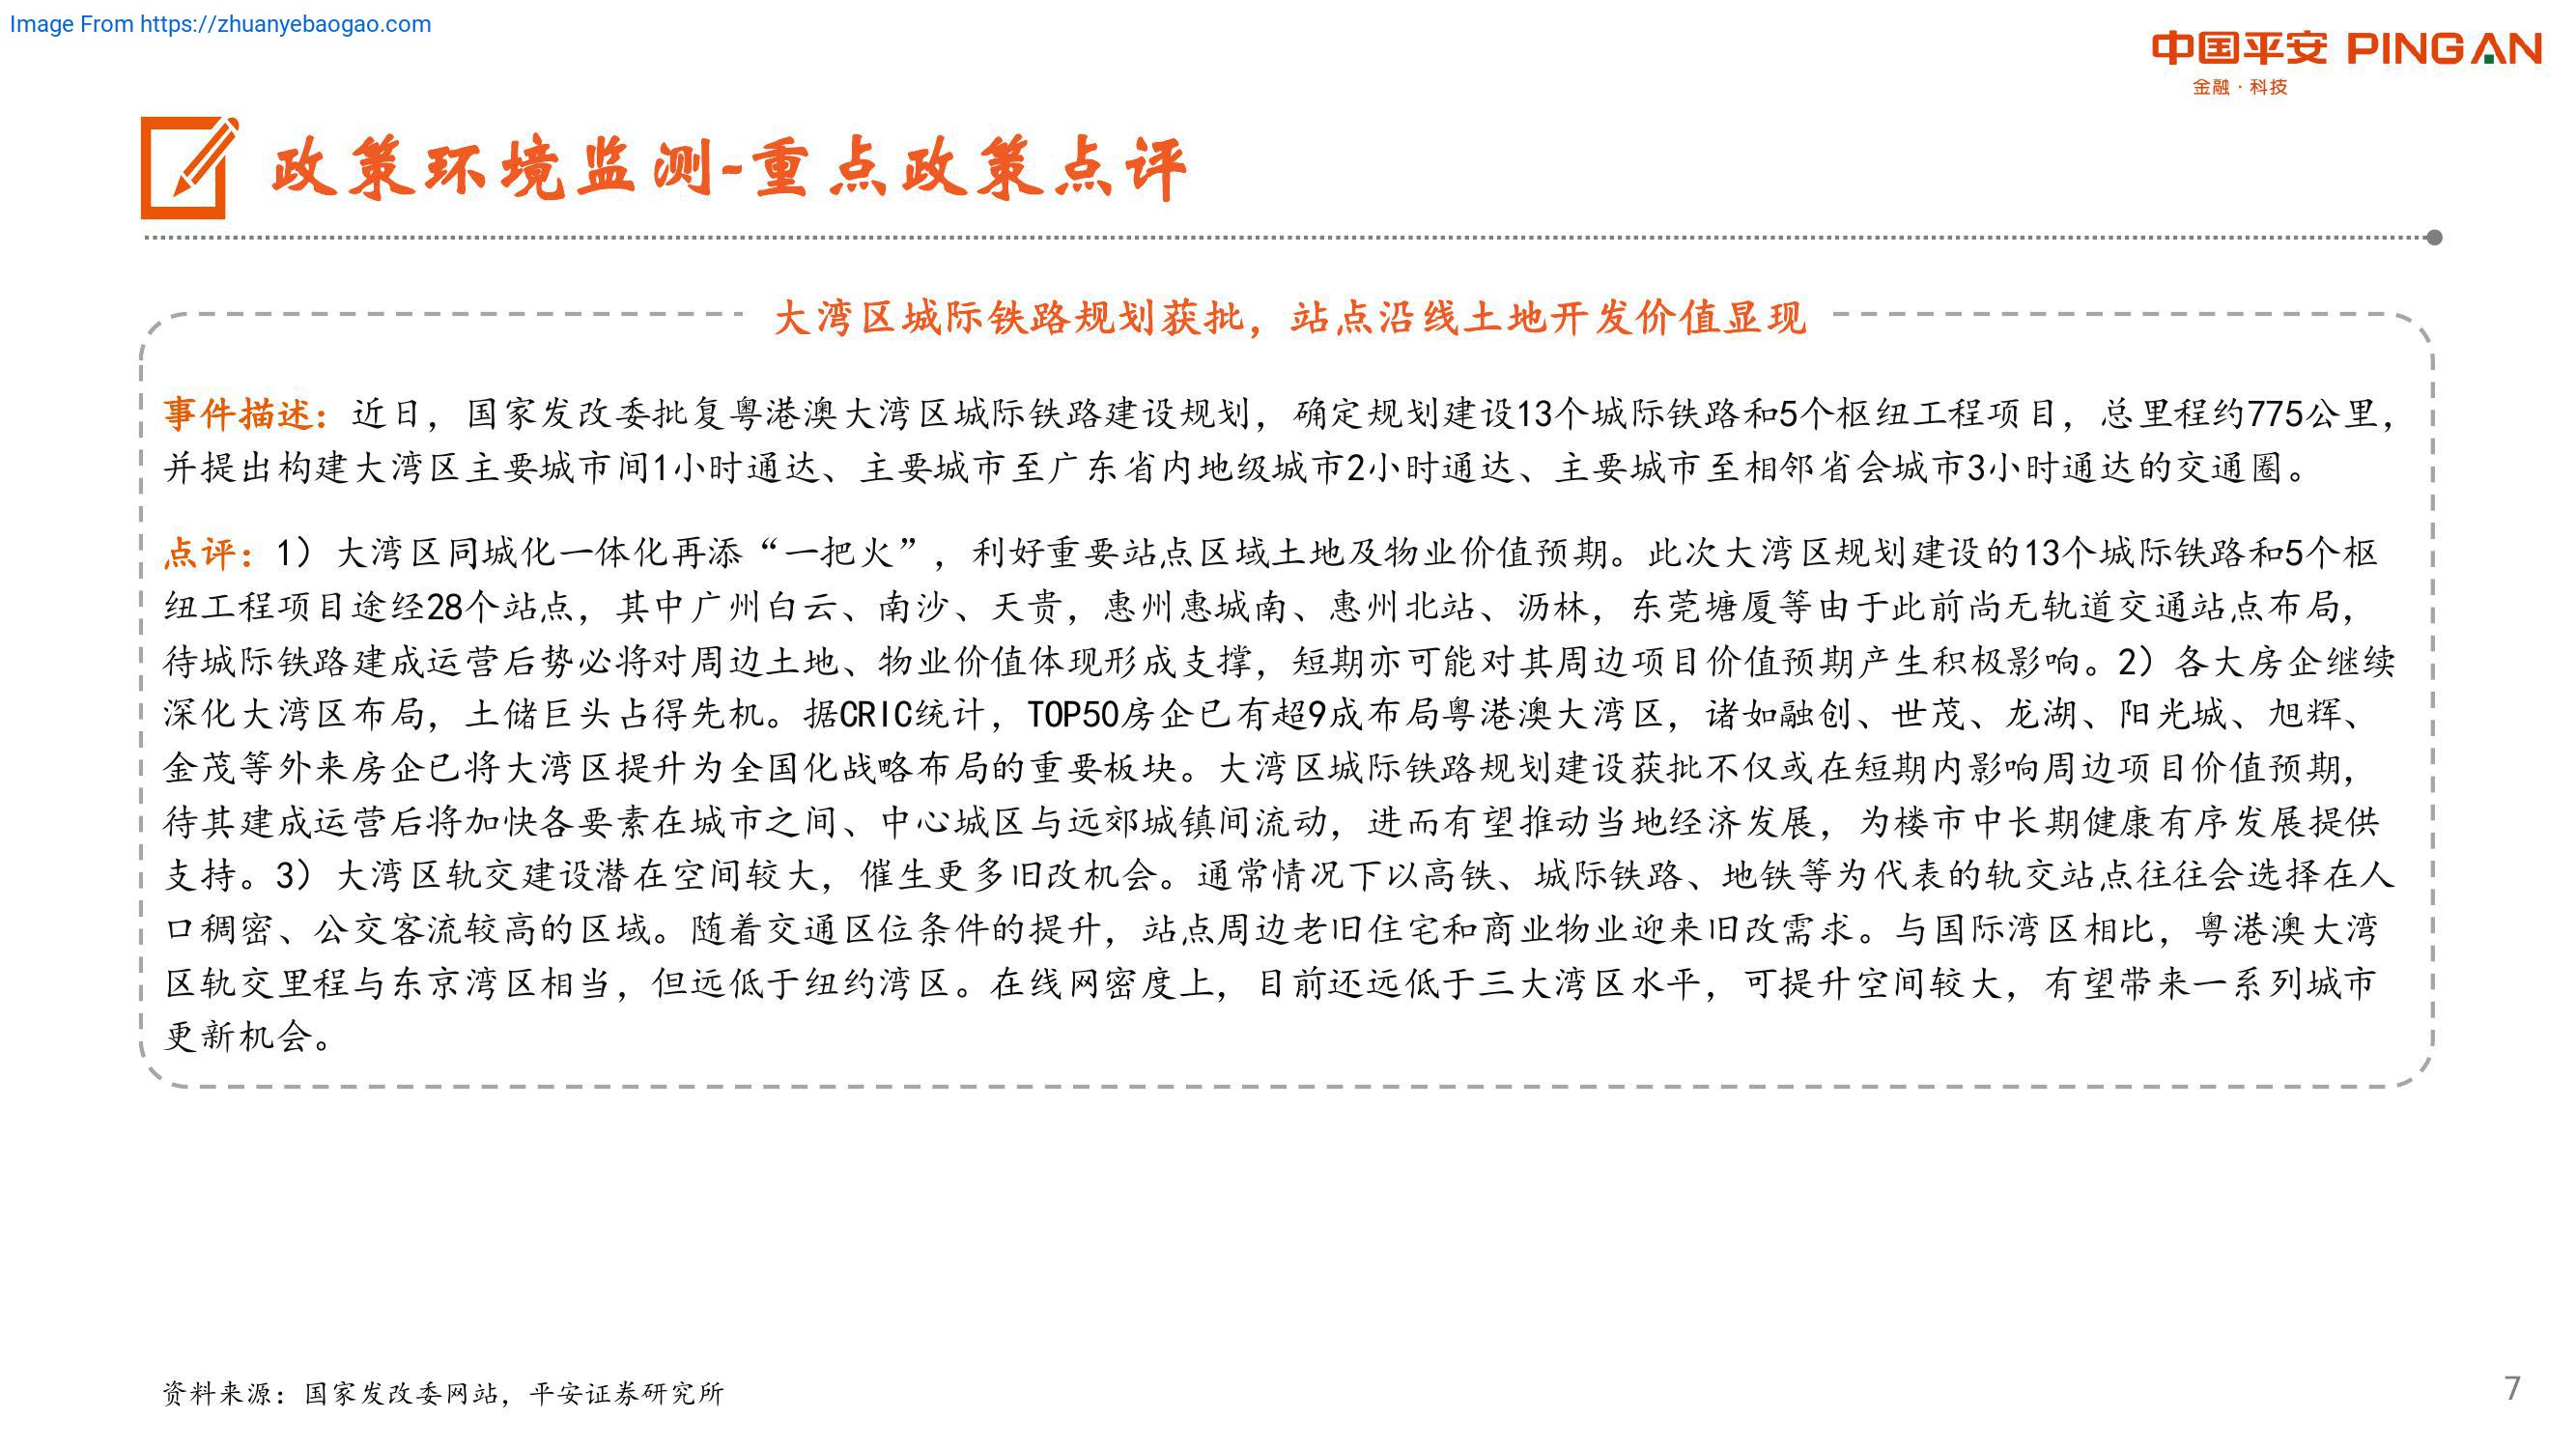 Image From https://zhuanyebaogao.com
中国平安 PINGAN
金融·科技
政策环境监测-重点政策点评
大湾区城际铁路规划获批，站点沿线土地开发价值显现
事件描述：近日，国家发改委批复粤港澳大湾区城际铁路建设规划，确定规划建设13个城际铁路和5个枢纽工程项目，总里程约775公里，
并提出构建大湾区主要城市间1小时通达、主要城市至广东省内地级城市2小时通达、主要城市至相邻省会城市3小时通达的交通圈。
点评：1）大湾区同城化一体化再添“一把火”，利好重要站点区域土地及物业价值预期。此次大湾区规划建设的13个城际铁路和5个枢
纽工程项目途经28个站点，其中广州白云、南沙、天贵，惠州惠城南、惠州北站、沥林，东莞塘厦等由于此前尚无轨道交通站点布局，
待城际铁路建成运营后势必将对周边土地、物业价值体现形成支撑，短期亦可能对其周边项目价值预期产生积极影响。2）各大房企继续
深化大湾区布局，土储巨头占得先机。据CRIC统计，TOP50房企已有超9成布局粤港澳大湾区，诸如融创、世茂、龙湖、阳光城、旭辉、
金茂等外来房企已将大湾区提升为全国化战略布局的重要板块。大湾区城际铁路规划建设获批不仅或在短期内影响周边项目价值预期，
待其建成运营后将加快各要素在城市之间、中心城区与远郊城镇间流动，进而有望推动当地经济发展，为楼市中长期健康有序发展提供
支持。3）大湾区轨交建设潜在空间较大，催生更多旧改机会。通常情况下以高铁、城际铁路、地铁等为代表的轨交站点往往会选择在人
口稠密、公交客流较高的区域。随着交通区位条件的提升，站点周边老旧住宅和商业物业迎来旧改需求。与国际湾区相比，粤港澳大湾
区轨交里程与东京湾区相当，但远低于纽约湾区。在线网密度上，目前还远低于三大湾区水平，可提升空间较大，有望带来一系列城市
更新机会。
资料来源：国家发改委网站，平安证券研究所
7